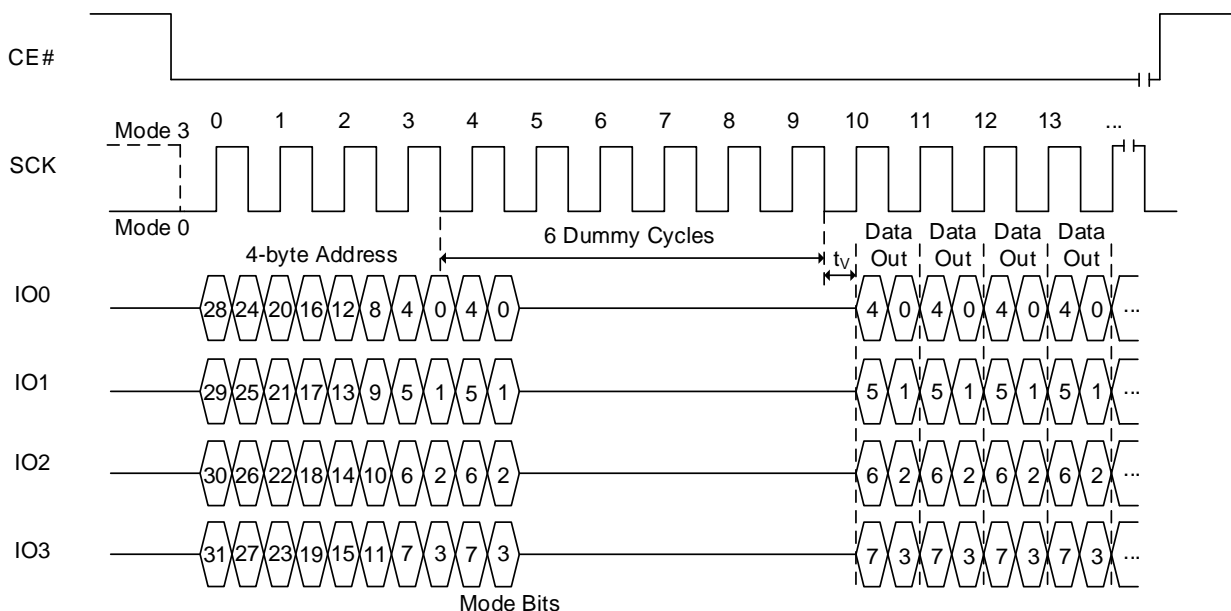 CE#
Mode 3 0 1 2 3 4 5 6 7 8 9 10 11 12 13 ...
SCK
Mode 0
4-byte Address 6 Dummy Cycles tV Data Out Data Out Data Out Data Out
IO0 28 24 20 16 12 8 4 0 4 0 4 0 4 0 4 0 4 0 ...
IO1 29 25 21 17 13 9 5 1 5 1 5 1 5 1 5 1 5 1 ...
IO2 30 26 22 18 14 10 6 2 6 2 6 2 6 2 6 2 6 2 ...
IO3 31 27 23 19 15 11 7 3 7 3 7 3 7 3 7 3 7 3 ...
Mode Bits